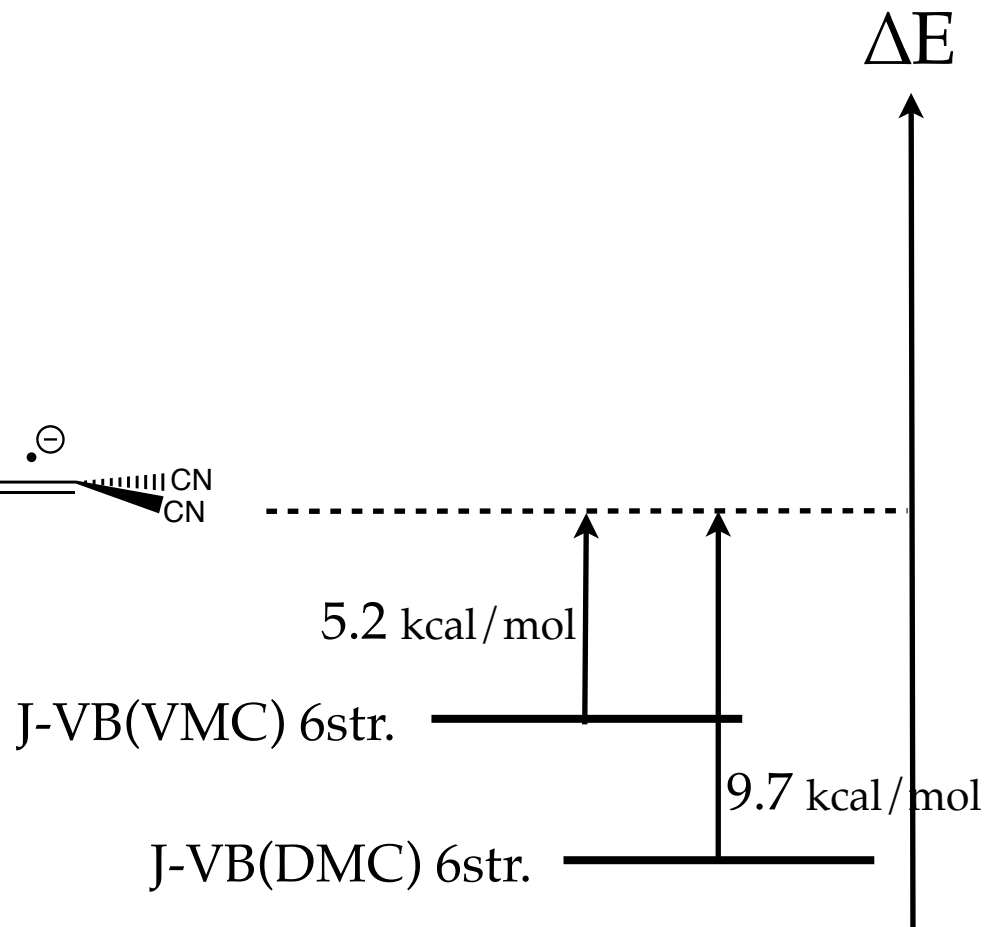 ΔE
•⊖
CN
CN
5.2 kcal/mol
J-VB(VMC) 6str.
9.7 kcal/mol
J-VB(DMC) 6str.